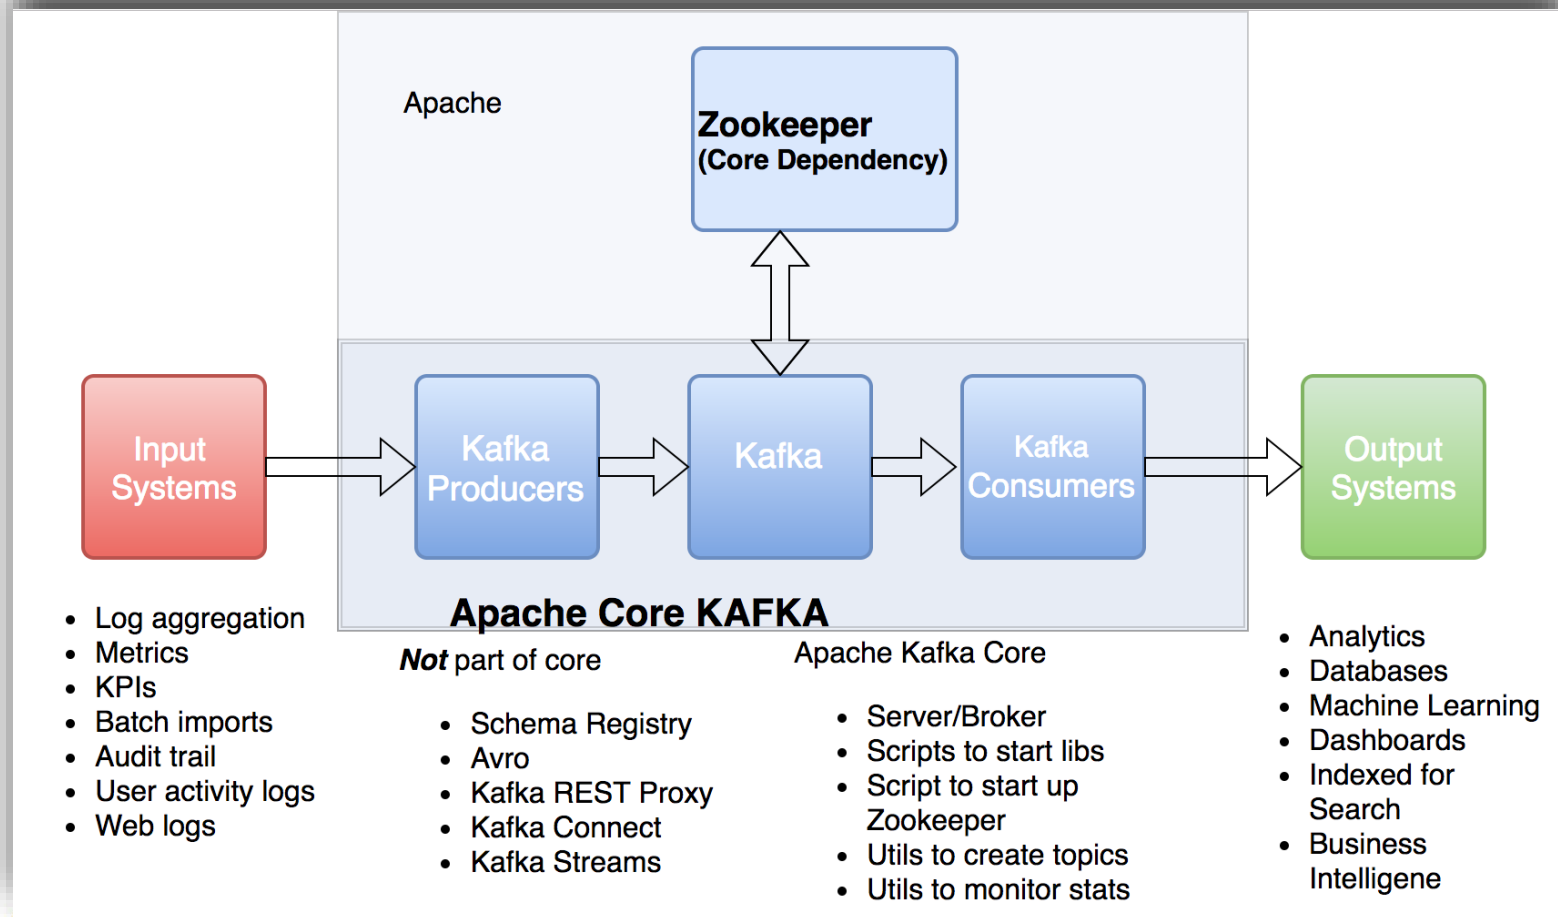 Apache
Zookeeper
(Core Dependency)
Input
Systems
Kafka
Producers
Kafka
Kafka
Consumers
Output
Systems
Apache Core KAFKA
• Log aggregation
• Metrics
• KPIs
• Batch imports
• Audit trail
• User activity logs
• Web logs
Not part of core
• Schema Registry
• Avro
• Kafka REST Proxy
• Kafka Connect
• Kafka Streams
Apache Kafka Core
• Server/Broker
• Scripts to start libs
• Script to start up
Zookeeper
• Utils to create topics
• Utils to monitor stats
• Analytics
• Databases
• Machine Learning
• Dashboards
• Indexed for
Search
• Business
Intelligene